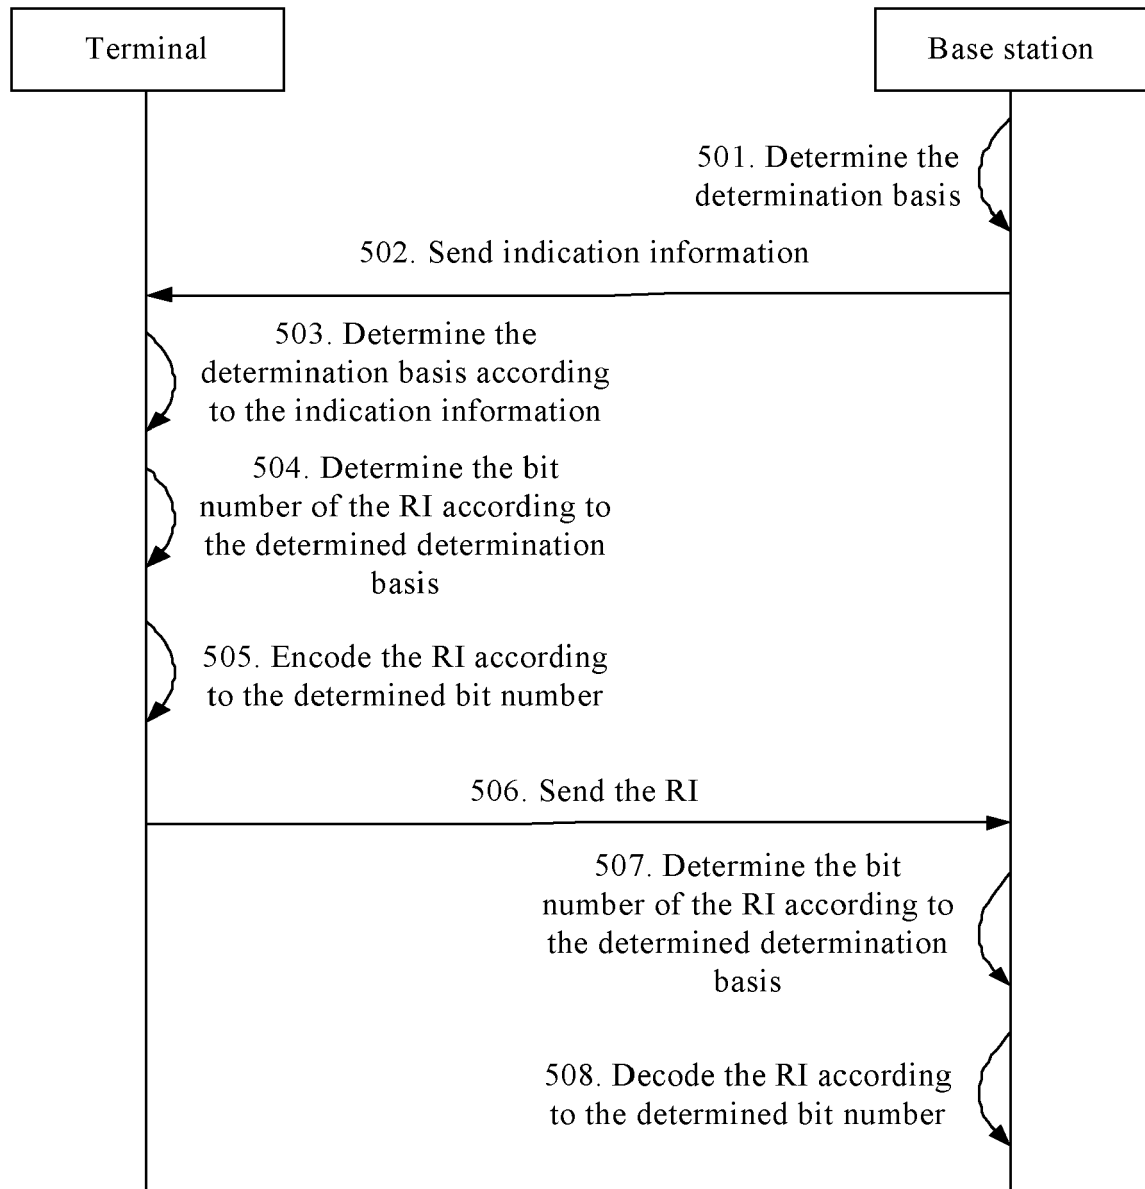 Terminal
Base station
501. Determine the
determination basis
502. Send indication information
503. Determine the
determination basis according
to the indication information
504. Determine the bit
number of the RI according to
the determined determination
basis
505. Encode the RI according
to the determined bit number
506. Send the RI
507. Determine the bit
number of the RI according to
the determined determination
basis
508. Decode the RI according
to the determined bit number